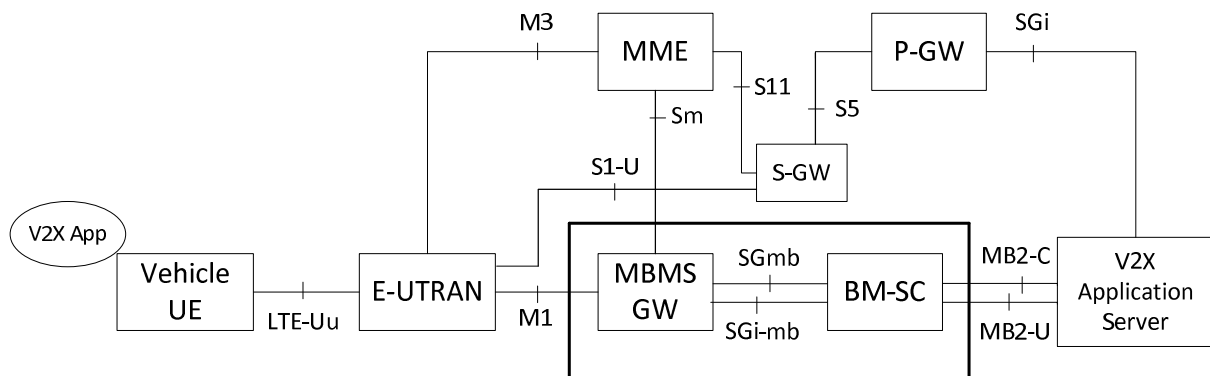 M3
SGi
MME
P-GW
S11
S5
Sm
S1-U
S-GW
V2X App
Vehicle
UE
LTE-Uu
E-UTRAN
M1
MBMS
GW
SGmb
SGi-mb
BM-SC
MB2-C
MB2-U
V2X
Application
Server